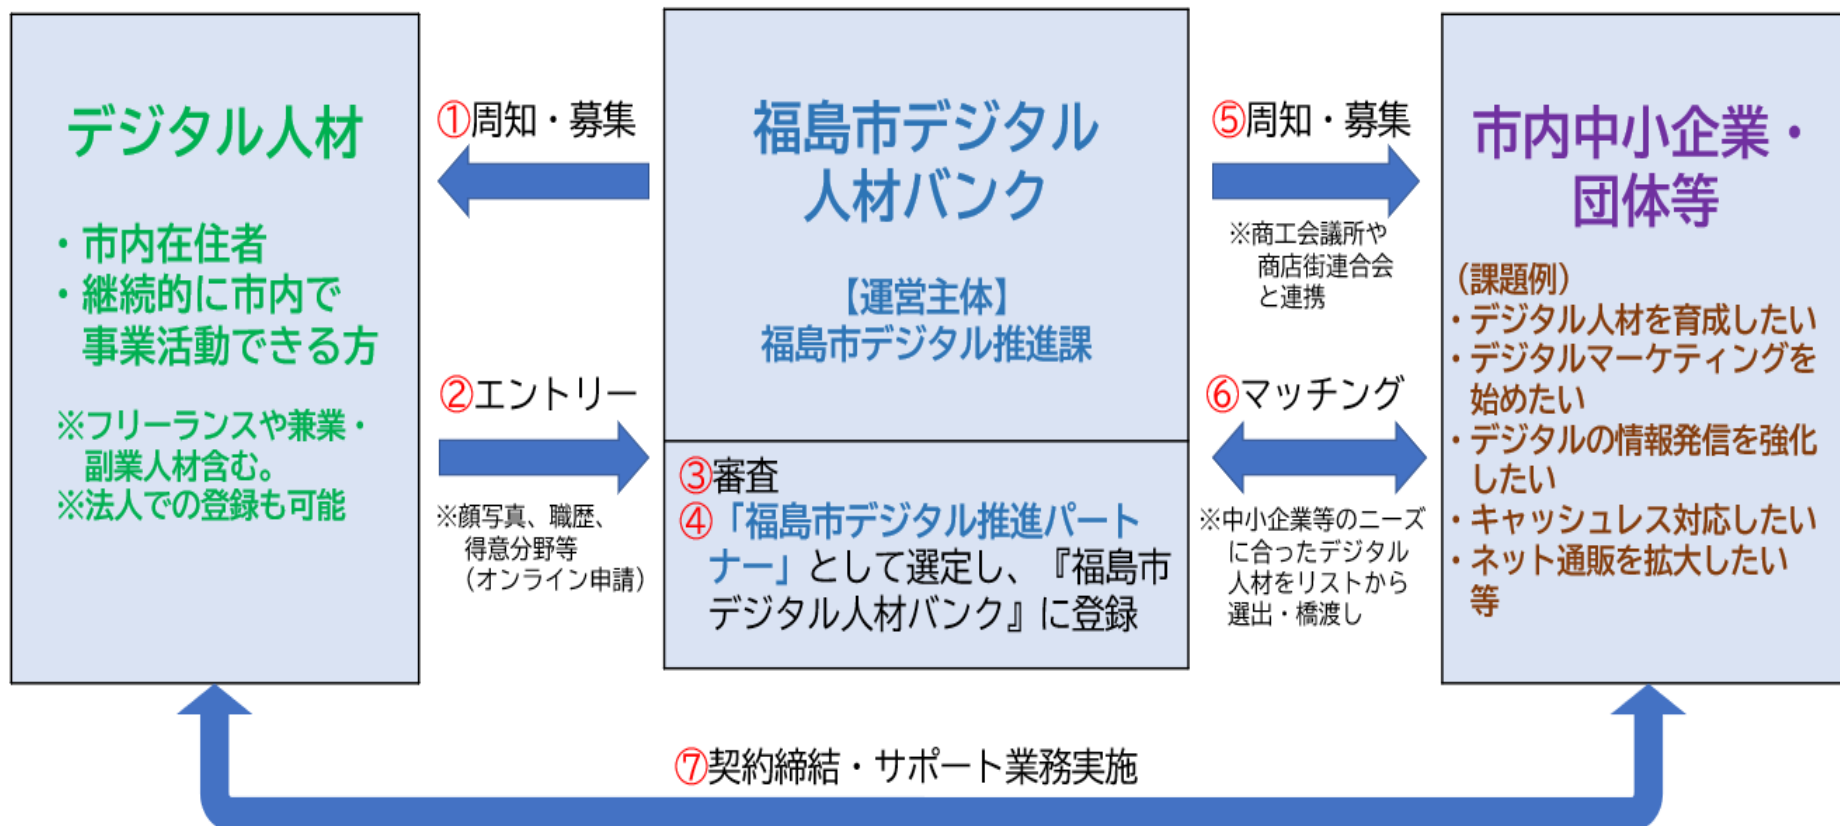 デジタル人材
・市内在住者
・継続的に市内で
事業活動できる方
※フリーランスや兼業・
副業人材含む。
※法人での登録も可能
①周知・募集
②エントリー
※顔写真、職歴、
得意分野等
（オンライン申請）
福島市デジタル
人材バンク
【運営主体】
福島市デジタル推進課
③審査
④「福島市デジタル推進パート
ナー」として選定し、『福島市
デジタル人材バンク』に登録
⑤周知・募集
※商工会議所や
商店街連合会
と連携
⑥マッチング
※中小企業等のニーズ
に合ったデジタル
人材をリストから
選出・橋渡し
市内中小企業・
団体等
（課題例）
・デジタル人材を育成したい
・デジタルマーケティングを
始めたい
・デジタルの情報発信を強化
したい
・キャッシュレス対応したい
・ネット通販を拡大したい
等
⑦契約締結・サポート業務実施